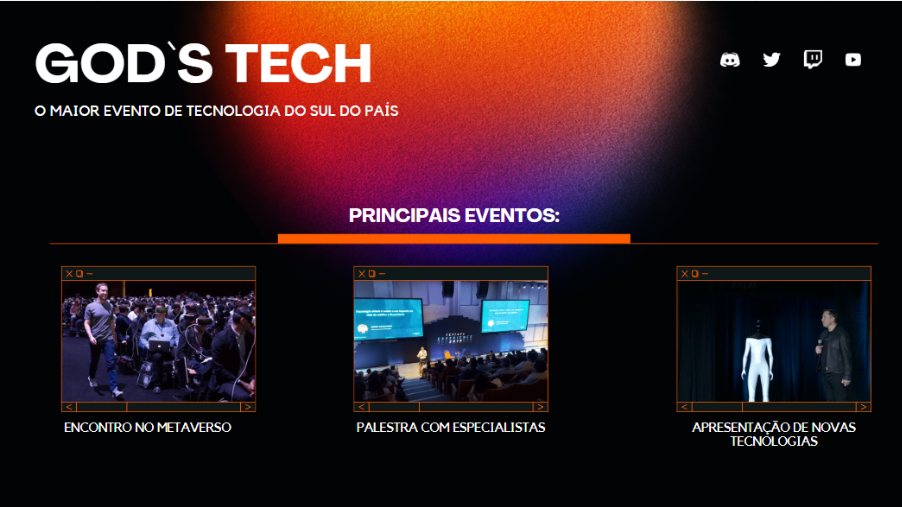 GOD`S TECH
O MAIOR EVENTO DE TECNOLOGIA DO SUL DO PAÍS
PRINCIPAIS EVENTOS:
ENCONTRO NO METAVERSO
PALESTRA COM ESPECIALISTAS
APRESENTAÇÃO DE NOVAS
TECNOLOGIAS